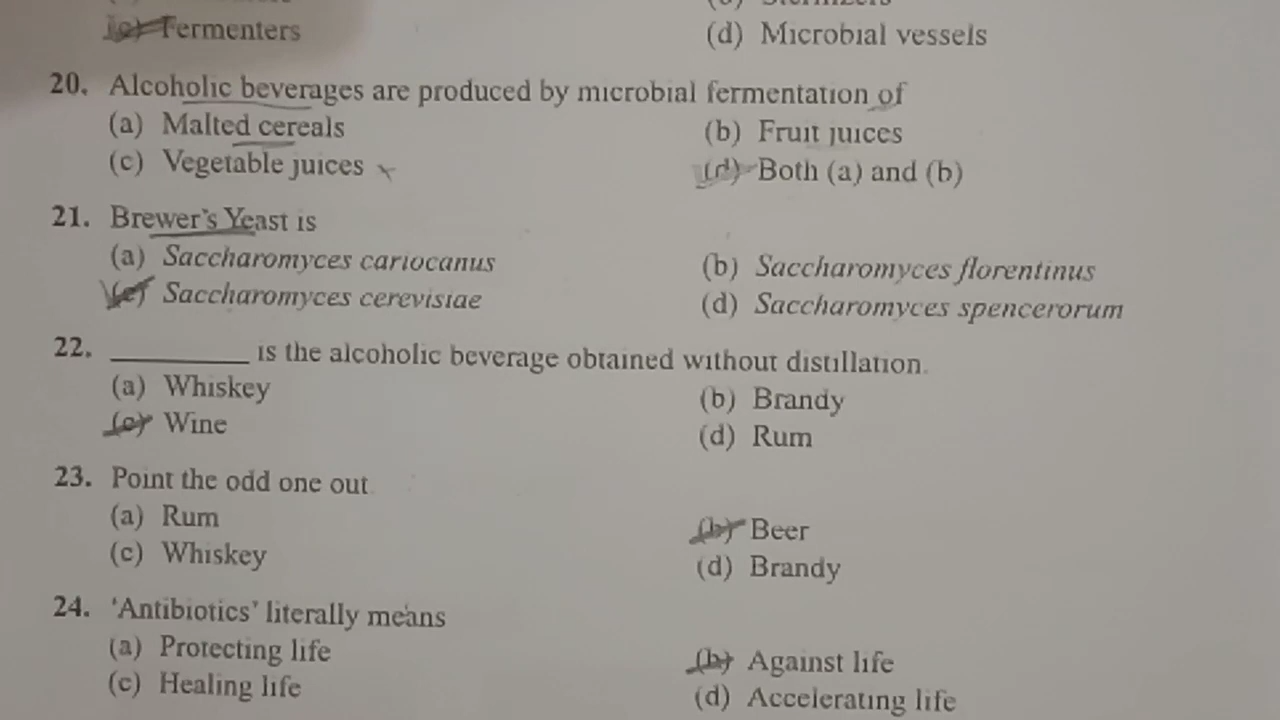 (c) Fermenters
(d) Microbial vessels
20. Alcoholic beverages are produced by microbial fermentation of
(a) Malted cereals (b) Fruit juices
(c) Vegetable juices (d) Both (a) and (b)
21. Brewer's Yeast is
(a) Saccharomyces cariocanus (b) Saccharomyces florentinus
(c) Saccharomyces cerevisiae (d) Saccharomyces spencerorum
22. __________ is the alcoholic beverage obtained without distillation.
(a) Whiskey (b) Brandy
(c) Wine (d) Rum
23. Point the odd one out
(a) Rum (b) Beer
(c) Whiskey (d) Brandy
24. 'Antibiotics' literally means
(a) Protecting life (b) Against life
(c) Healing life (d) Accelerating life